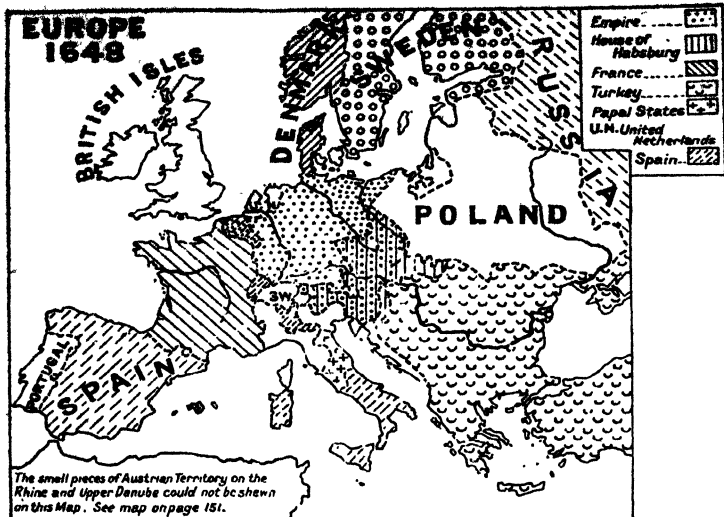 EUROPE
1648
BRITISH ISLES
DENMARK
SWEDEN
RUSSIA
POLAND
SW
PORTUGAL
SPAIN
Empire
House of
Habsburg
France
Turkey
Papal States
U.N. United
Netherlands
Spain
The small pieces of Austrian Territory on the
Rhine and Upper Danube could not be shewn
on this Map. See map on page 151.